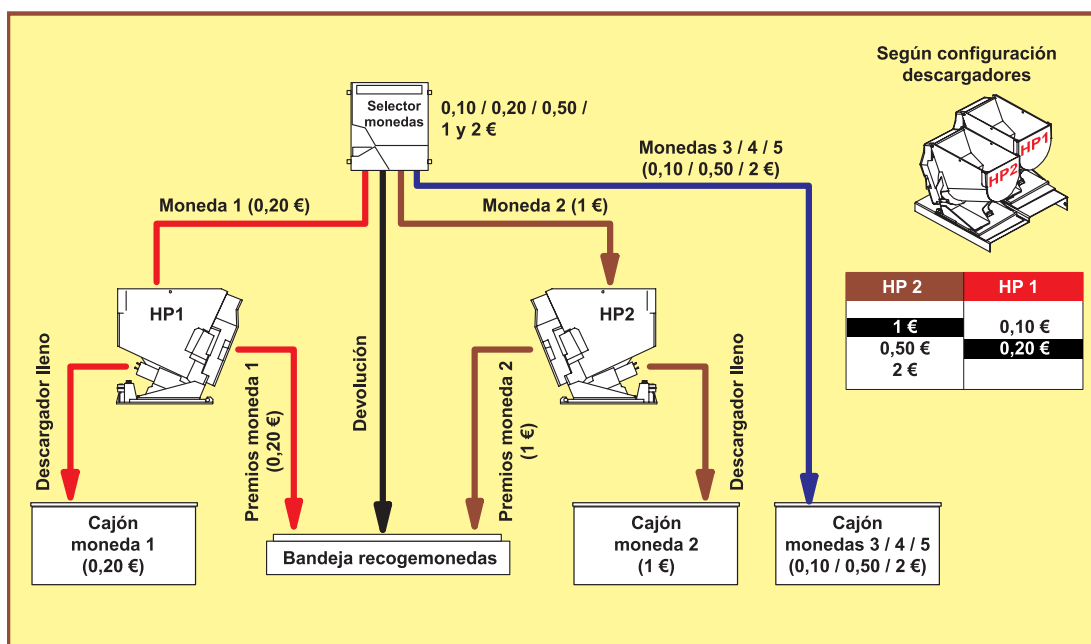 Según configuración
descargadores
HP1
HP2
Selector
monedas
0,10 / 0,20 / 0,50 /
1 y 2 €
Monedas 3 / 4 / 5
(0,10 / 0,50 / 2 €)
Moneda 1 (0,20 €)
Moneda 2 (1 €)
HP1
HP2
HP 2
HP 1
1 €
0,10 €
0,50 €
0,20 €
2 €
Descargador lleno
Premios moneda 1
(0,20 €)
Devolución
Premios moneda 2
(1 €)
Descargador lleno
Cajón
moneda 1
(0,20 €)
Bandeja recogemonedas
Cajón
moneda 2
(1 €)
Cajón
monedas 3 / 4 / 5
(0,10 / 0,50 / 2 €)